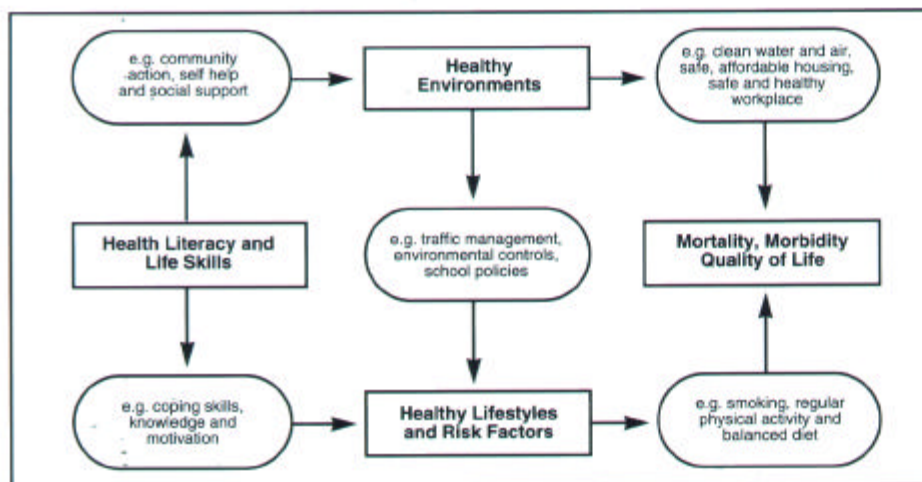 e.g. community
action, self help
and social support
Healthy
Environments
e.g. clean water and air,
safe, affordable housing,
safe and healthy
workplace
Health Literacy and
Life Skills
e.g. traffic management,
environmental controls,
school policies
Mortality, Morbidity
Quality of Life
e.g. coping skills,
knowledge and
motivation
Healthy Lifestyles
and Risk Factors
e.g. smoking, regular
physical activity and
balanced diet